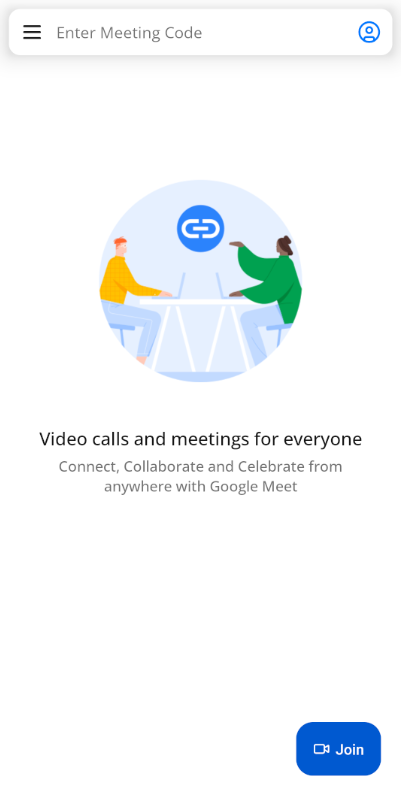 Enter Meeting Code
Video calls and meetings for everyone
Connect, Collaborate and Celebrate from
anywhere with Google Meet
Join